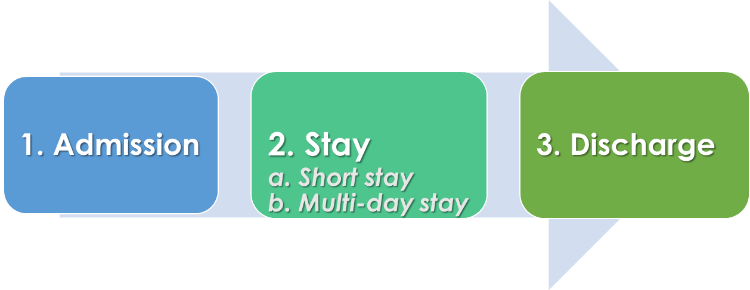 1. Admission
2. Stay
a. Short stay
b. Multi-day stay
3. Discharge